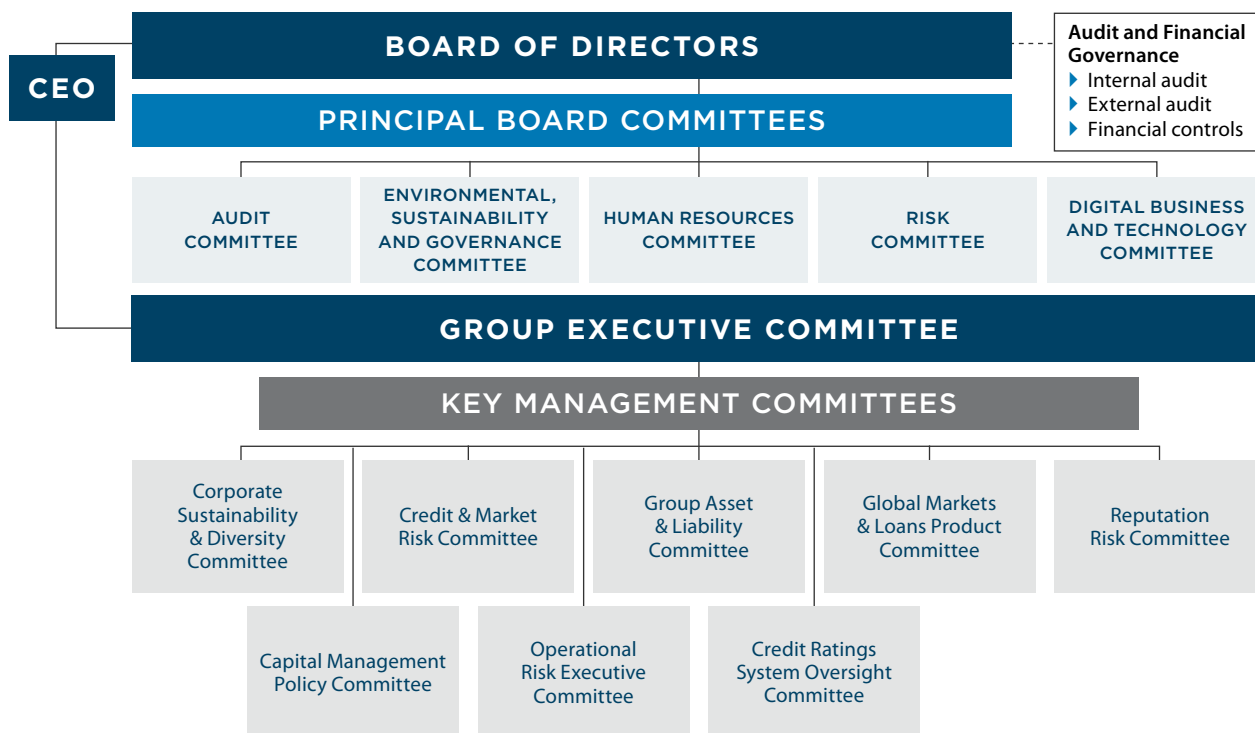 BOARD OF DIRECTORS
CEO
Audit and Financial
Governance
Internal audit
External audit
Financial controls
PRINCIPAL BOARD COMMITTEES
AUDIT
COMMITTEE
ENVIRONMENTAL,
SUSTAINABILITY
AND GOVERNANCE
COMMITTEE
HUMAN RESOURCES
COMMITTEE
RISK
COMMITTEE
DIGITAL BUSINESS
AND TECHNOLOGY
COMMITTEE
GROUP EXECUTIVE COMMITTEE
KEY MANAGEMENT COMMITTEES
Corporate
Sustainability
& Diversity
Committee
Credit & Market
Risk Committee
Group Asset
& Liability
Committee
Global Markets
& Loans Product
Committee
Reputation
Risk Committee
Capital Management
Policy Committee
Operational
Risk Executive
Committee
Credit Ratings
System Oversight
Committee